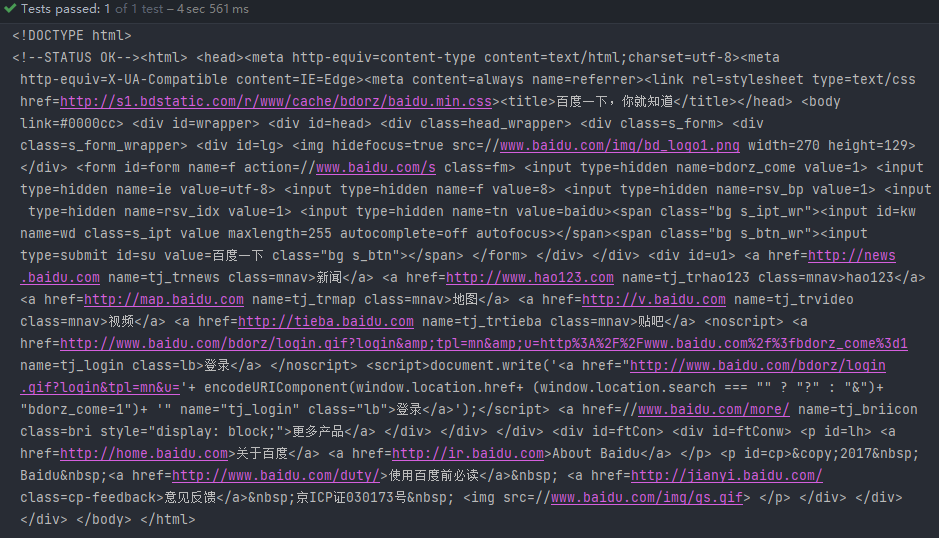 Tests passed: 1 of 1 test – 4 sec 561 ms
<!DOCTYPE html>
<!--STATUS OK--><html> <head><meta http-equiv=content-type content=text/html;charset=utf-8><meta
http-equiv=X-UA-Compatible content=IE=Edge><meta content=always name=referrer><link rel=stylesheet type=text/css
href=http://s1.bdstatic.com/r/www/cache/bdorz/baidu.min.css><title>百度一下，你就知道</title></head> <body
link=#0000cc> <div id=wrapper> <div id=head> <div class=head_wrapper> <div class=s_form> <div
class=s_form_wrapper> <div id=lg> <img hidefocus=true src=//www.baidu.com/img/bd_logo1.png width=270 height=129>
</div> <form id=form name=f action=//www.baidu.com/s class=fm> <input type=hidden name=bdorz_come value=1> <input
type=hidden name=ie value=utf-8> <input type=hidden name=f value=8> <input type=hidden name=rsv_bp value=1> <input
type=hidden name=rsv_idx value=1> <input type=hidden name=tn value=baidu><span class="bg s_ipt_wr"><input id=kw
name=wd class=s_ipt value maxlength=255 autocomplete=off autofocus></span><span class="bg s_btn_wr"><input
type=submit id=su value=百度一下 class="bg s_btn"></span> </form> </div> </div> <div id=u1> <a href=http://news
.baidu.com name=tj_trnews class=mnav>新闻</a> <a href=http://www.hao123.com name=tj_trhao123 class=mnav>hao123</a>
<a href=http://map.baidu.com name=tj_trmap class=mnav>地图</a> <a href=http://v.baidu.com name=tj_trvideo
class=mnav>视频</a> <a href=http://tieba.baidu.com name=tj_trtieba class=mnav>贴吧</a> <noscript> <a
href=http://www.baidu.com/bdorz/login.gif?login&amp;tpl=mn&amp;u=http%3A%2F%2Fwww.baidu.com%2f%3fbdorz_come%3d1
name=tj_login class=lb>登录</a> </noscript> <script>document.write('<a href="http://www.baidu.com/bdorz/login
.gif?login&tpl=mn&u='+ encodeURIComponent(window.location.href+ (window.location.search === "" ? "?" : "&")+
"bdorz_come=1")+ '" name="tj_login" class="lb">登录</a>');</script> <a href=//www.baidu.com/more/ name=tj_briicon
class=bri style="display: block;">更多产品</a> </div> </div> </div> <div id=ftCon> <div id=ftConw> <p id=lh> <a
href=http://home.baidu.com>关于百度</a> <a href=http://ir.baidu.com>About Baidu</a> </p> <p id=cp>&copy;2017&nbsp;
Baidu&nbsp;<a href=http://www.baidu.com/duty/>使用百度前必读</a>&nbsp; <a href=http://jianyi.baidu.com/
class=cp-feedback>意见反馈</a>&nbsp;京ICP证030173号&nbsp; <img src=//www.baidu.com/img/gs.gif> </p> </div> </div>
</div> </body> </html>